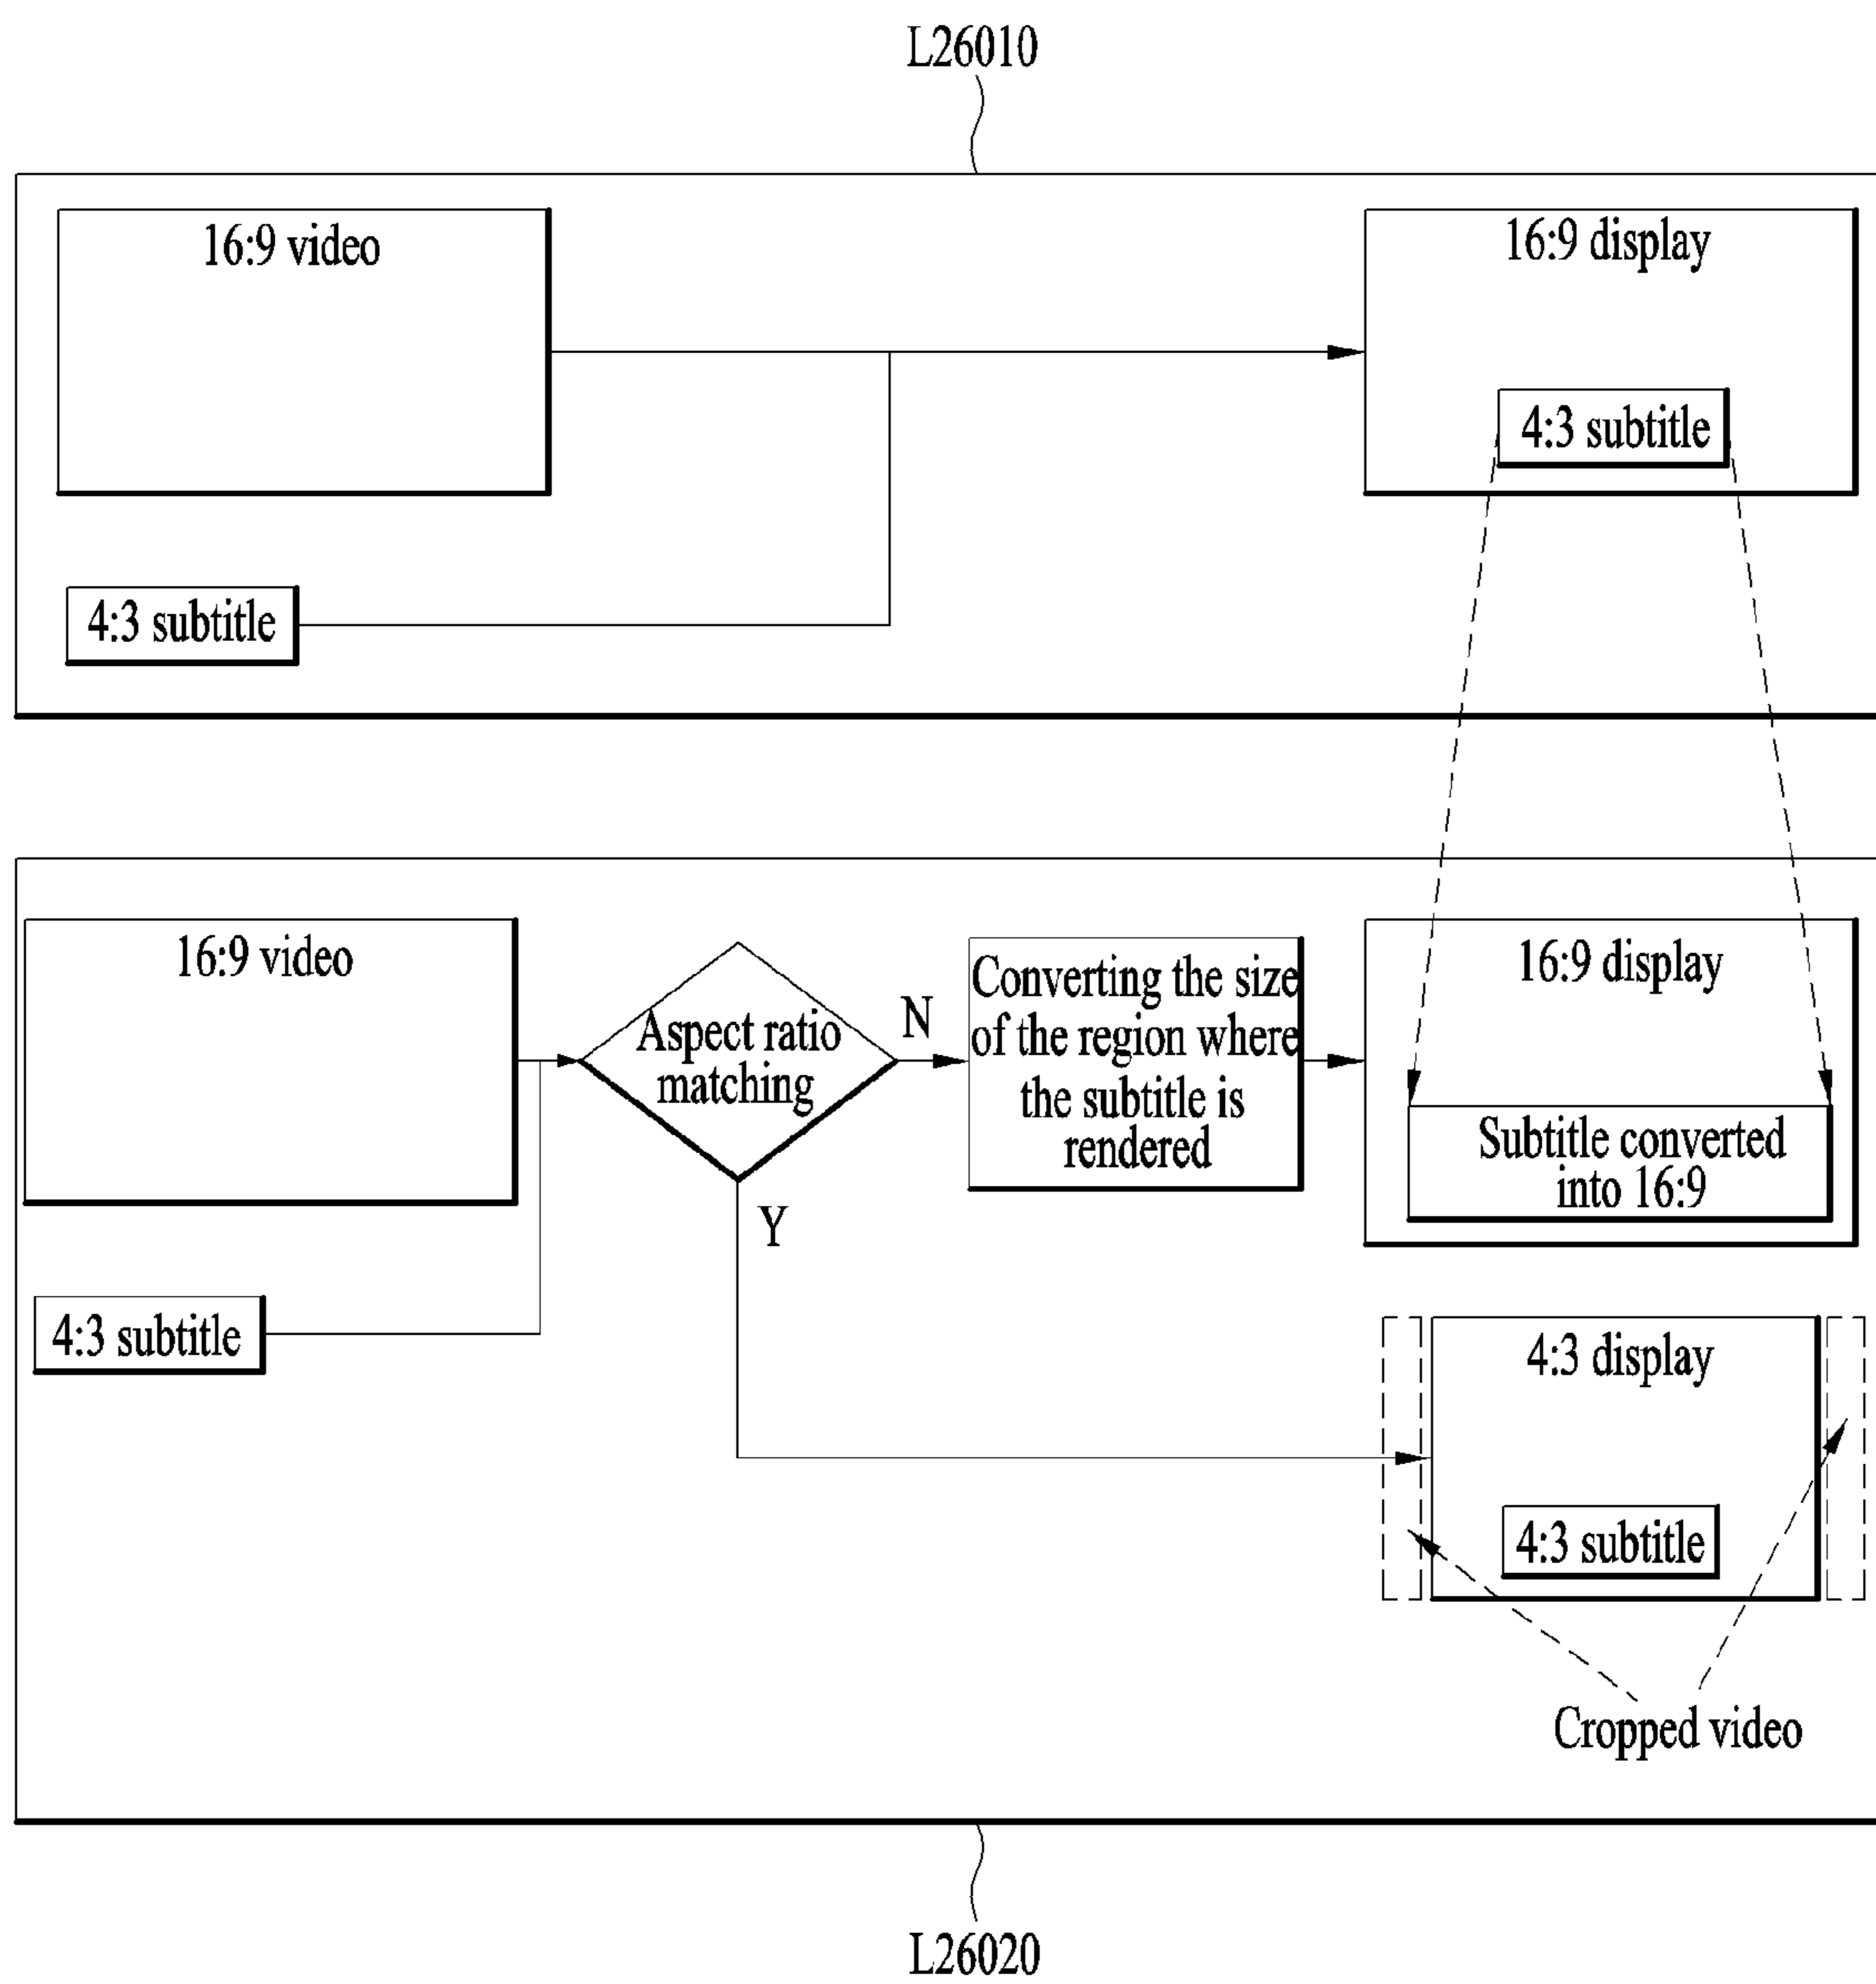 L26010
16:9 video
16:9 display
4:3 subtitle
4:3 subtitle
16:9 video
Aspect ratio
matching
N
Y
Converting the size
of the region where
the subtitle is
rendered
16:9 display
Subtitle converted
into 16:9
4:3 subtitle
4:3 display
4:3 subtitle
Cropped video
L26020